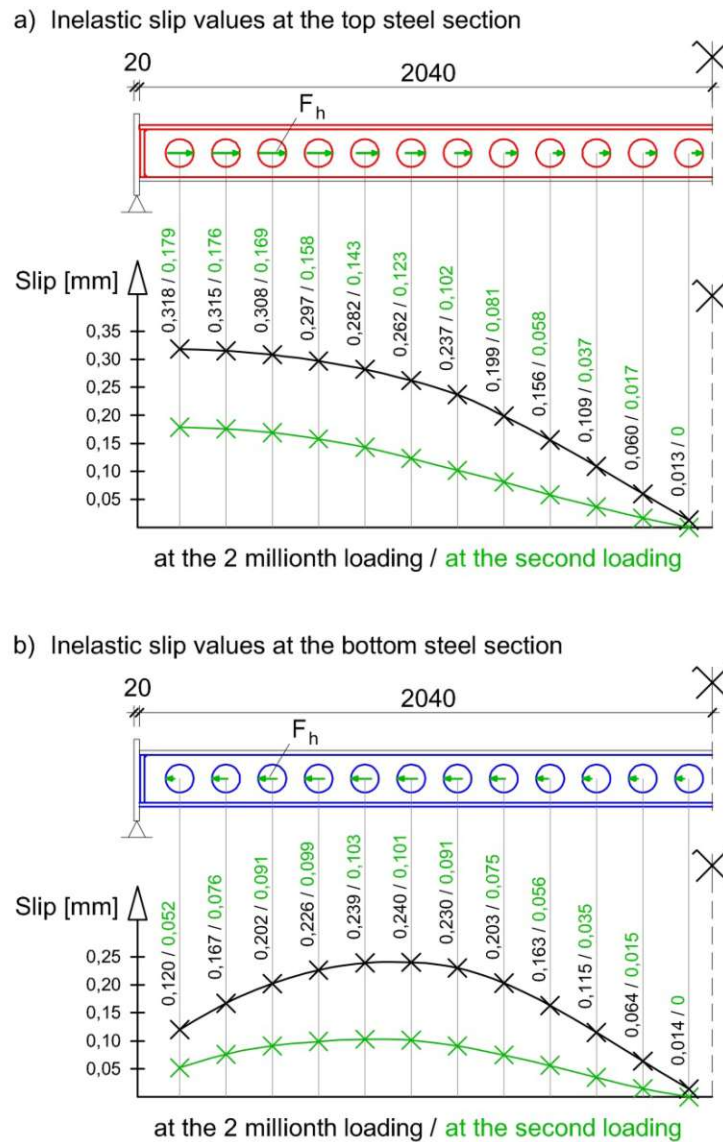 a) Inelastic slip values at the top steel section
20
2040
F h
Slip [mm]
0,318 / 0,179
0,315 / 0,176
0,308 / 0,169
0,297 / 0,158
0,282 / 0,143
0,262 / 0,123
0,237 / 0,102
0,199 / 0,081
0,156 / 0,058
0,109 / 0,037
0,060 / 0,017
0,013 / 0
0,35
0,30
0,25
0,20
0,15
0,10
0,05
at the 2 millionth loading / at the second loading
b) Inelastic slip values at the bottom steel section
20
2040
F h
Slip [mm]
0,120 / 0,052
0,167 / 0,076
0,202 / 0,091
0,226 / 0,099
0,239 / 0,103
0,240 / 0,101
0,230 / 0,091
0,203 / 0,075
0,163 / 0,056
0,115 / 0,035
0,064 / 0,015
0,014 / 0
0,25
0,20
0,15
0,10
0,05
at the 2 millionth loading / at the second loading